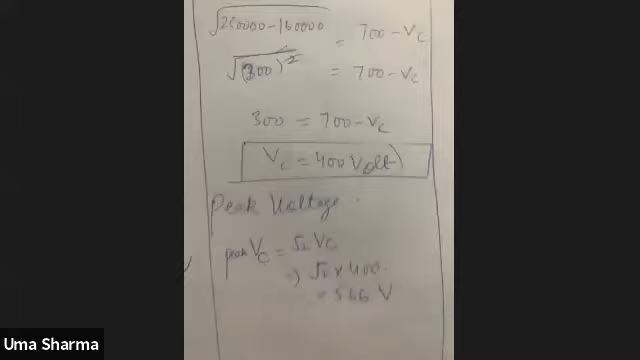 √250000-160000 = 700-Vc
√(300)² = 700-Vc
300 = 700-Vc
Vc = 400 Volt
Peak Voltage.
peak Vc = √2 Vc
⇒ √2 x 400
= 566 V
Uma Sharma